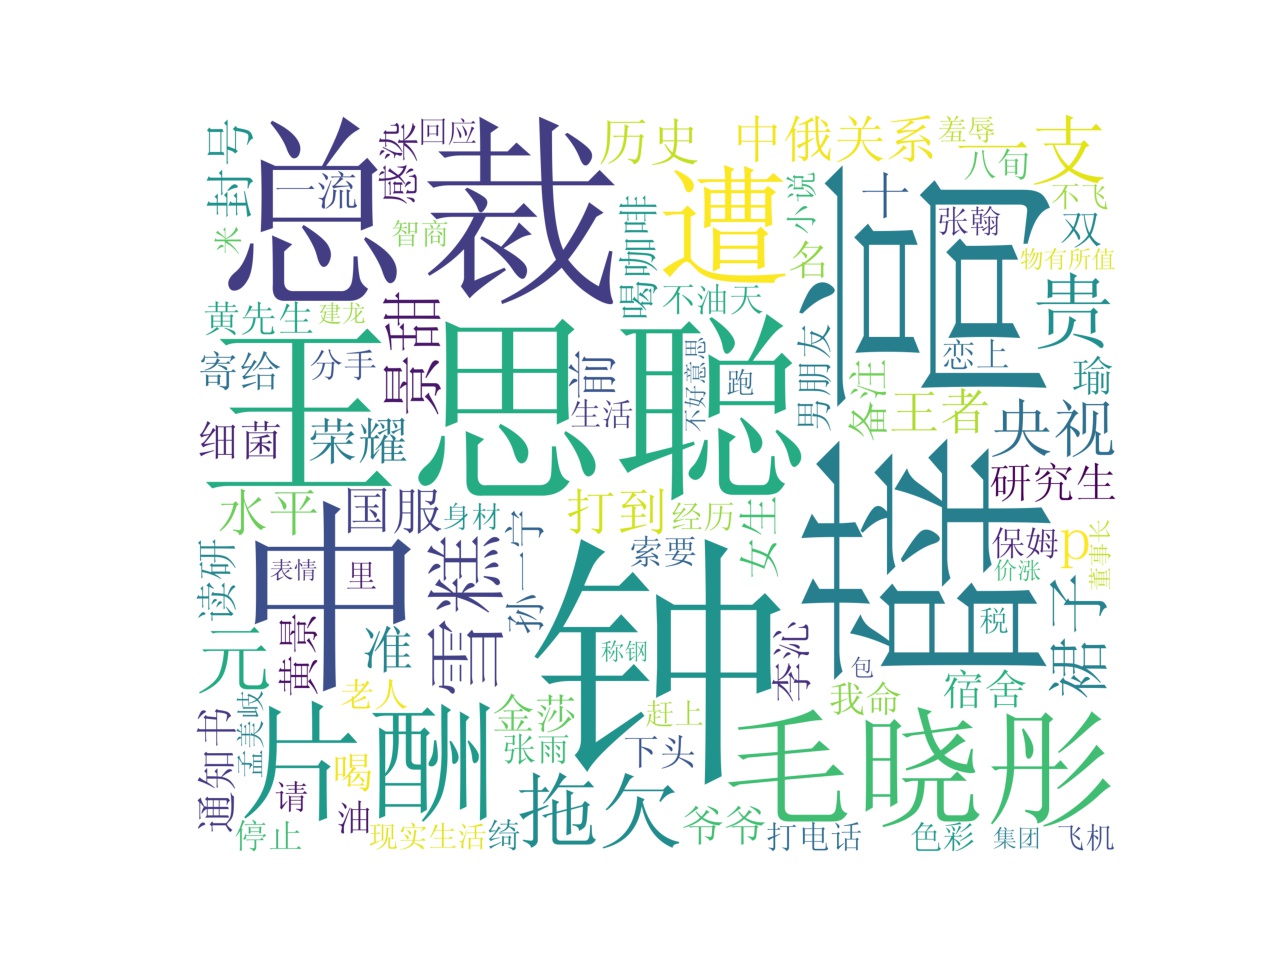 封号
总裁
一流
感染
回应
历史
中俄关系
羞辱
一支
八旬
不飞
双
十
张翰
小说
遭
名
喝咖啡
智商
米
物有所值
恋上
贵
瑜
黄先生
建龙
景甜
不油天
寄给
分手
王思聪
前
生活
不好意思
跑
男朋友
备注
王者
央视
细菌
荣耀
研究生
水平
国服
身材
打到
经历
女生
索要
孙一宁
保姆
p
价涨
董事长
读研
中
表情
里
雪糕
钟
称钢
李沁
税
裙子
包
元
黄景
准
老人
金莎
赶上
我命
宿舍
张雨
下头
通知书
孟美岐
片酬
毛晓彤
喝
请
油
拖欠
停止
现实生活
绮
爷爷
打电话
色彩
集团
飞机